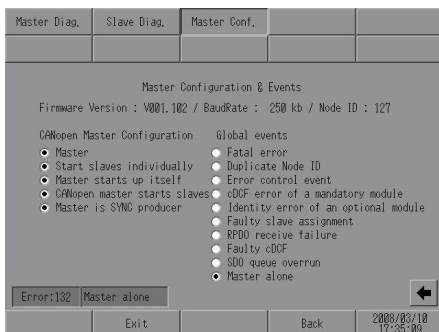 Master Diag. Slave Diag. Master Conf.
Master Configuration & Events
Firmware Version : V001.102 / BaudRate : 250 kb / Node ID : 127
CANopen Master Configuration Global events
Master Fatal error
Start slaves individually Duplicate Node ID
Master starts up itself Error control event
CANopen master starts slaves cDCF error of a mandatory module
Master is SYNC producer Identity error of an optional module
Faulty slave assignment
RPDO receive failure
Faulty cDCF
SDO queue overrun
Master alone
Error:132 Master alone
Exit Back 2008/03/10
17:35:09